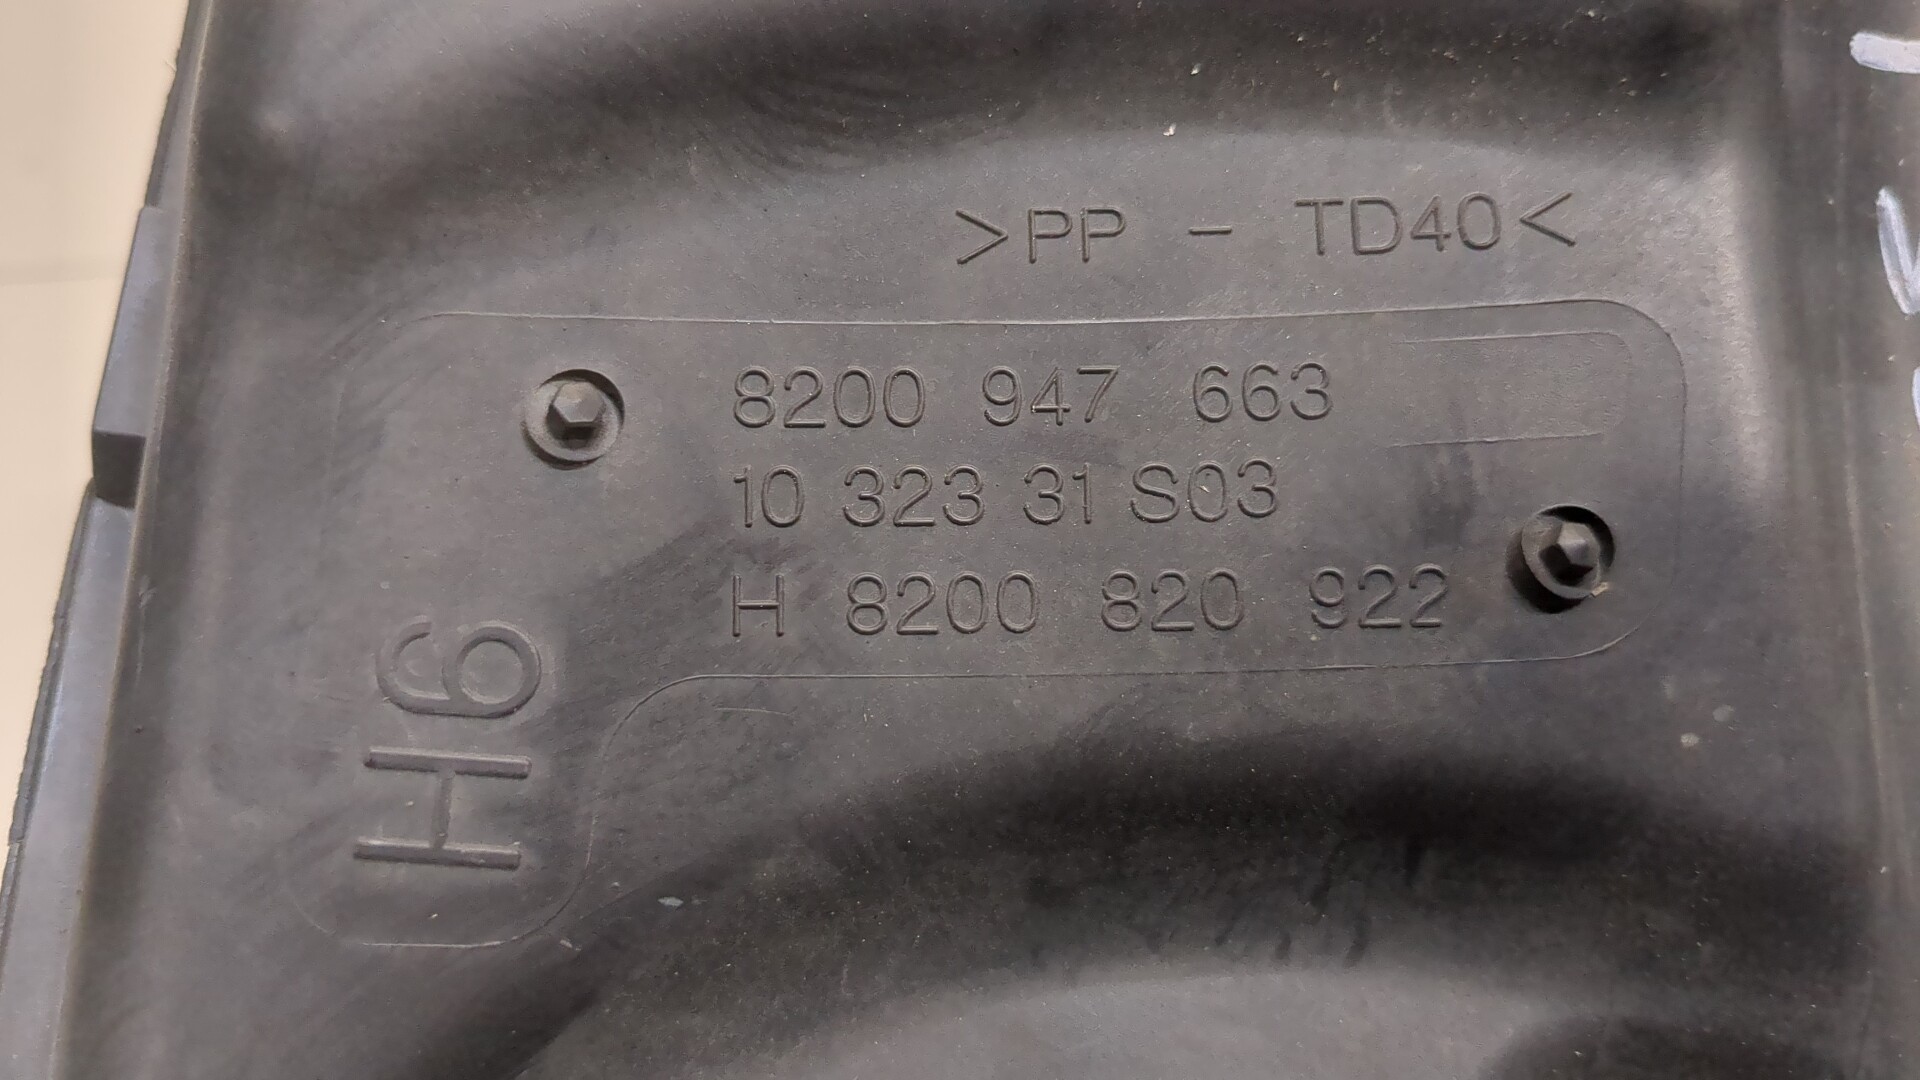 >PP - TD40<
8200 947 663
10 323 31 S03
H 8200 820 922
H6